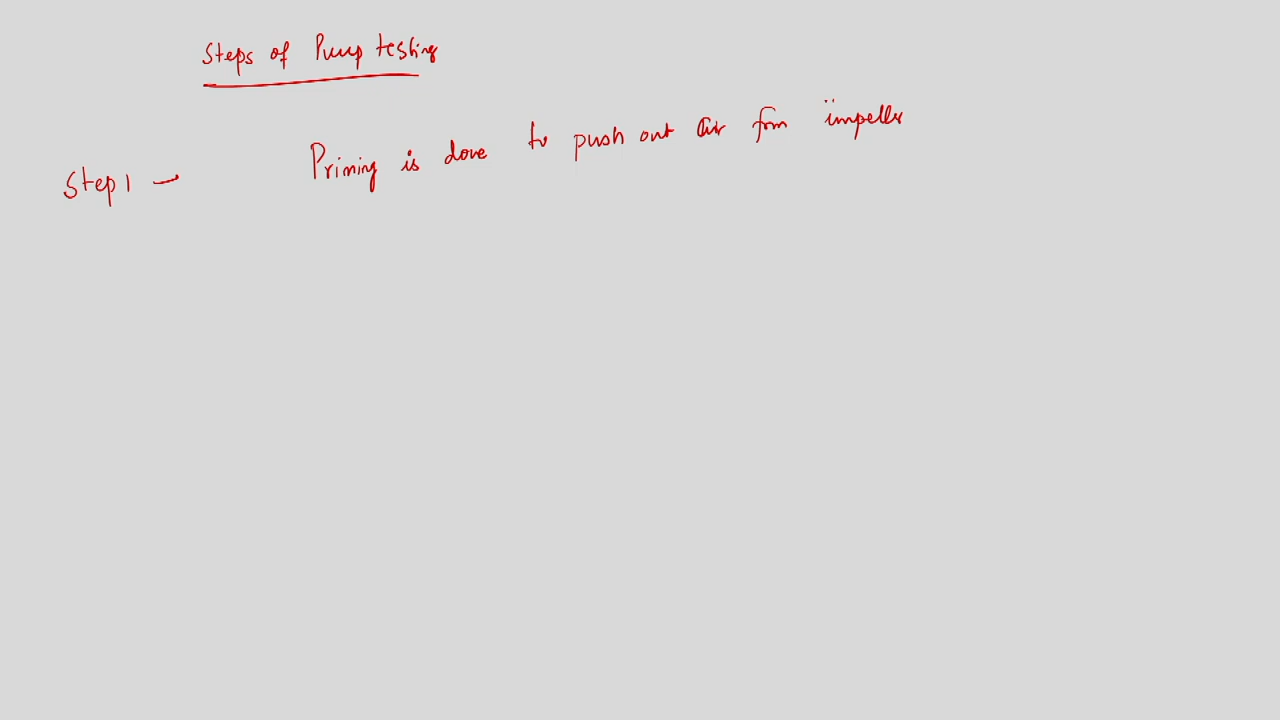 Steps of Pump testing
Step 1 - Priming is done to push out air from impeller